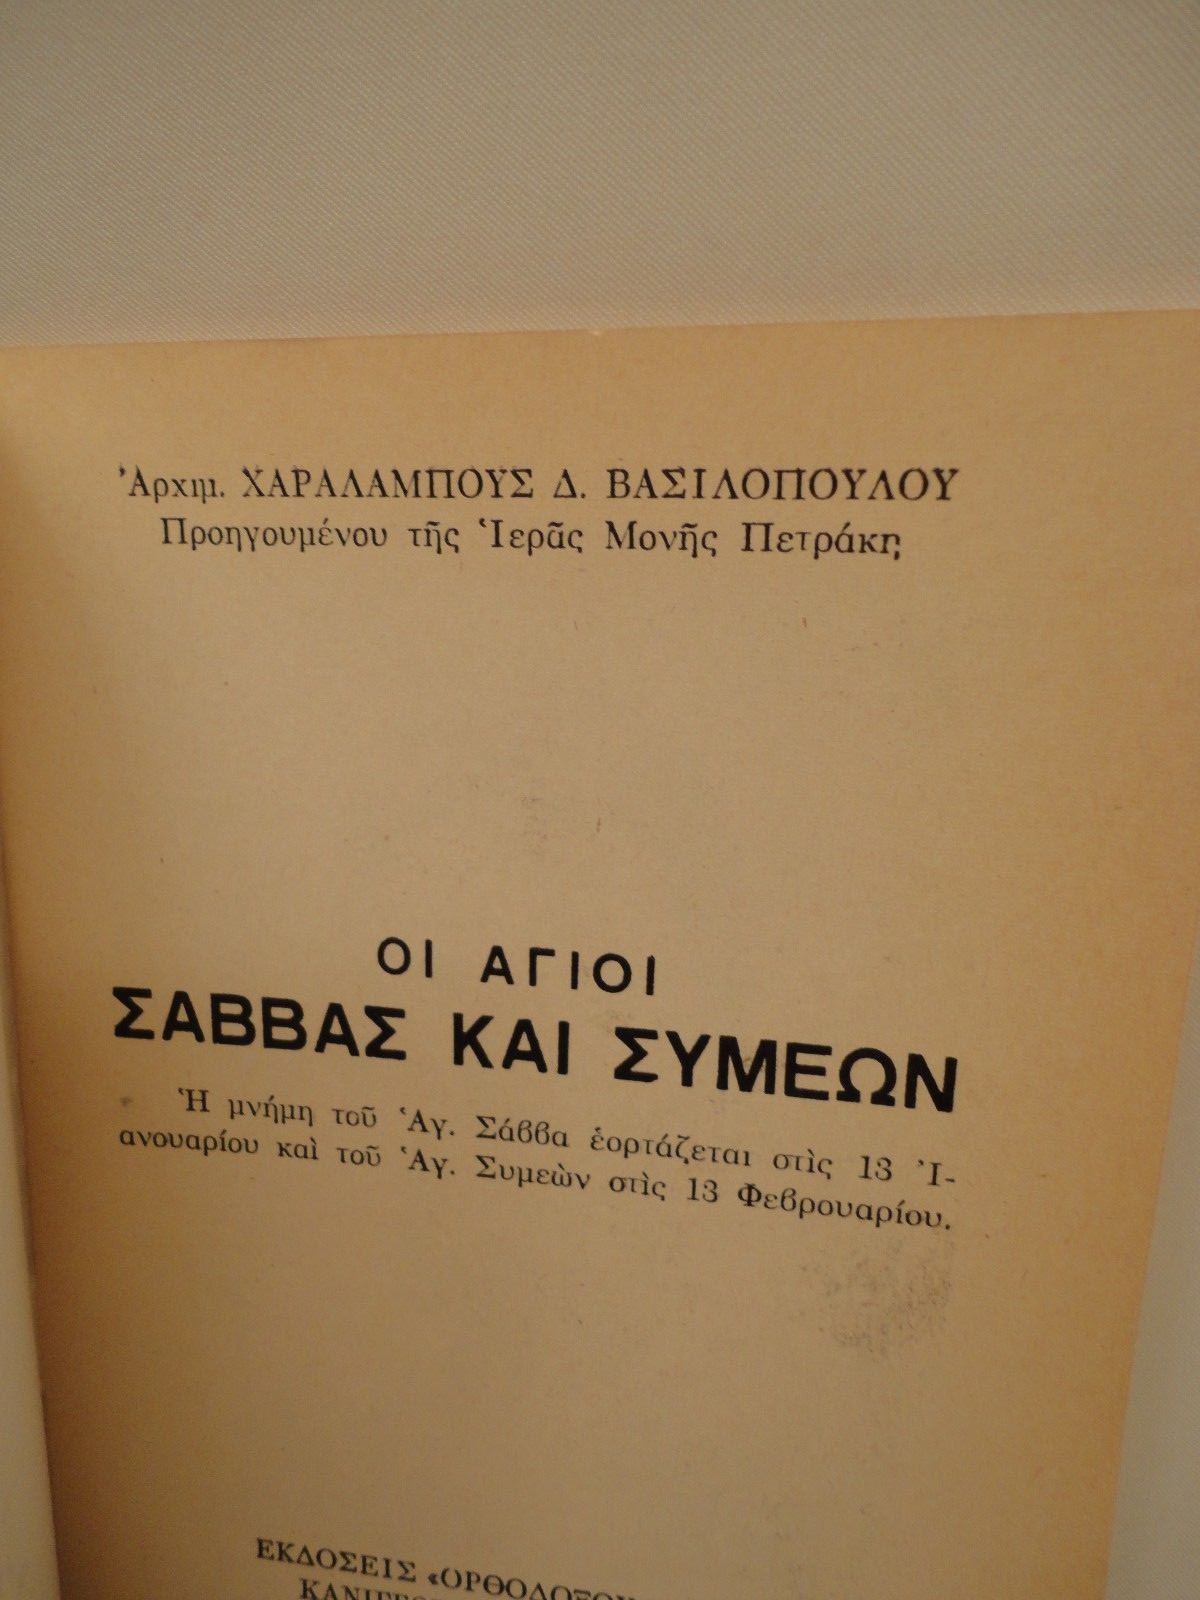 Ἀρχιμ. ΧΑΡΑΛΑΜΠΟΥΣ Δ. ΒΑΣΙΛΟΠΟΥΛΟΥ
Προηγουμένου τῆς Ἱερᾶς Μονῆς Πετράκη
ΟΙ ΑΓΙΟΙ
ΣΑΒΒΑΣ ΚΑΙ ΣΥΜΕΩΝ
Ἡ μνήμη τοῦ Ἁγ. Σάββα ἑορτάζεται στὶς 13 Ἰ-
ανουαρίου καὶ τοῦ Ἁγ. Συμεὼν στὶς 13 Φεβρουαρίου.
ΕΚΔΟΣΕΙΣ «ΟΡΘΟΔΟΞΟΥ